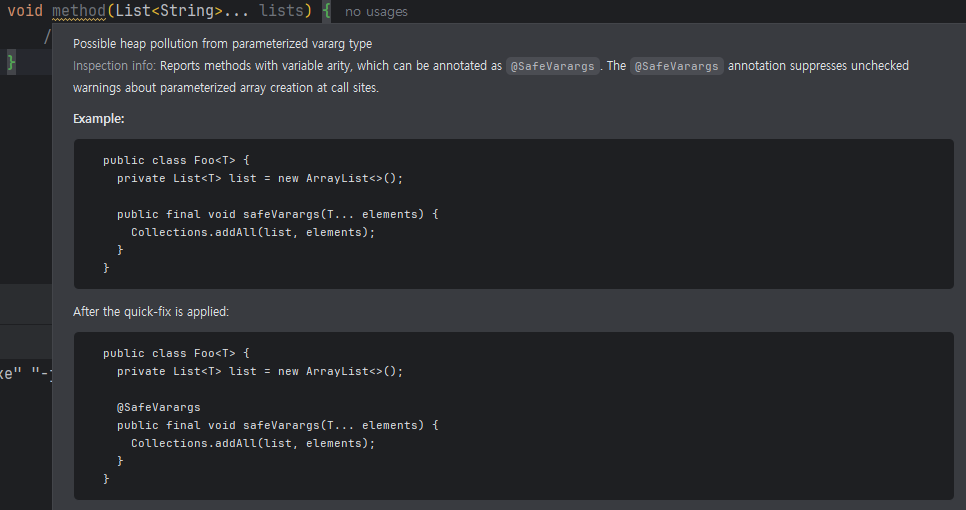 void method(List<String>... lists) { no usages
/
Possible heap pollution from parameterized vararg type
}
Inspection info: Reports methods with variable arity, which can be annotated as @SafeVarargs. The @SafeVarargs annotation suppresses unchecked
warnings about parameterized array creation at call sites.
Example:
public class Foo<T> {
private List<T> list = new ArrayList<>();
public final void safeVarargs(T... elements) {
Collections.addAll(list, elements);
}
}
After the quick-fix is applied:
public class Foo<T> {
private List<T> list = new ArrayList<>();
@SafeVarargs
public final void safeVarargs(T... elements) {
Collections.addAll(list, elements);
}
}
xe" "-j